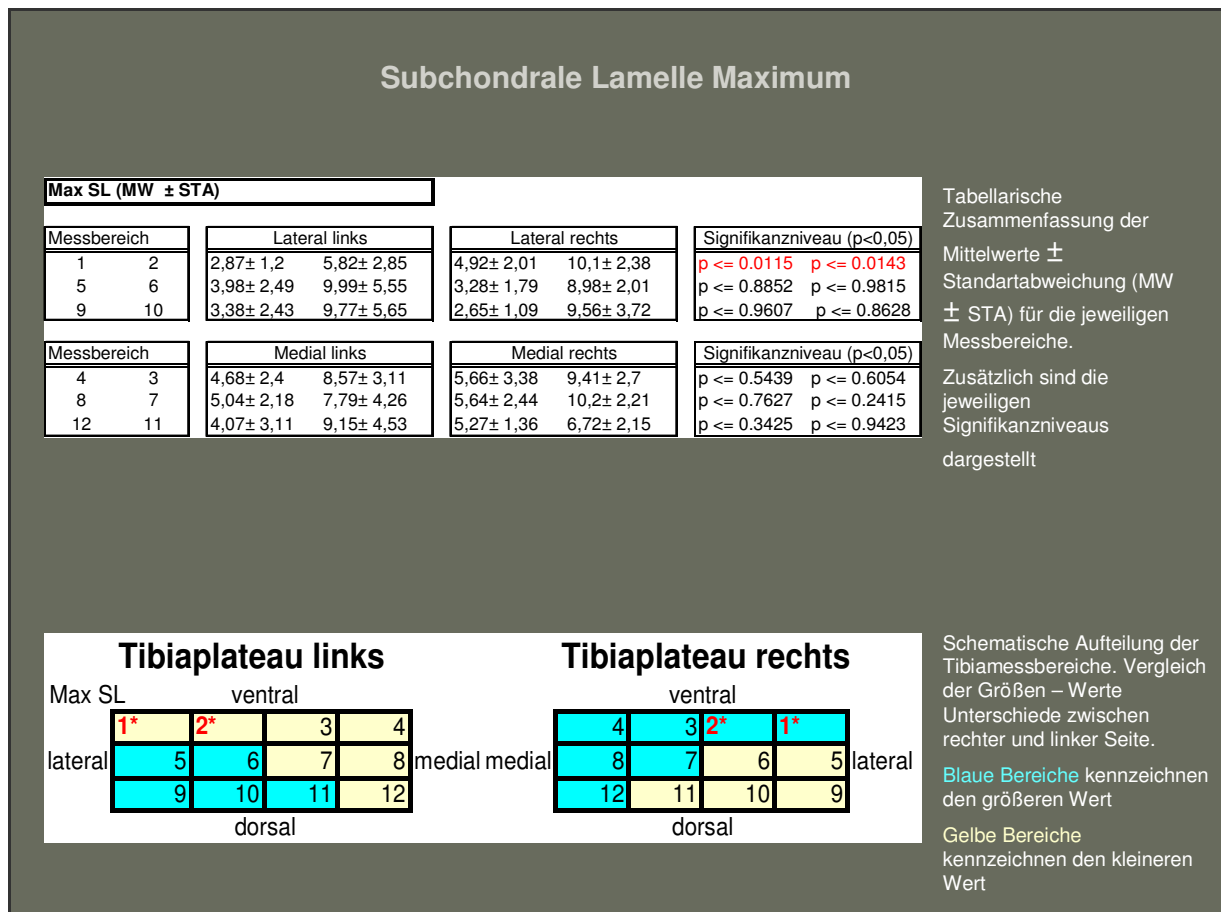 Subchondrale Lamelle Maximum
Max SL (MW ± STA)
Messbereich Lateral links Lateral rechts Signifikanzniveau (p<0,05)
1 2 2,87± 1,2 5,82± 2,85 4,92± 2,01 10,1± 2,38 p <= 0.0115 p <= 0.0143
5 6 3,98± 2,49 9,99± 5,55 3,28± 1,79 8,98± 2,01 p <= 0.8852 p <= 0.9815
9 10 3,38± 2,43 9,77± 5,65 2,65± 1,09 9,56± 3,72 p <= 0.9607 p <= 0.8628
Messbereich Medial links Medial rechts Signifikanzniveau (p<0,05)
4 3 4,68± 2,4 8,57± 3,11 5,66± 3,38 9,41± 2,7 p <= 0.5439 p <= 0.6054
8 7 5,04± 2,18 7,79± 4,26 5,64± 2,44 10,2± 2,21 p <= 0.7627 p <= 0.2415
12 11 4,07± 3,11 9,15± 4,53 5,27± 1,36 6,72± 2,15 p <= 0.3425 p <= 0.9423
Tabellarische
Zusammenfassung der
Mittelwerte ±
Standartabweichung (MW
± STA) für die jeweiligen
Messbereiche.
Zusätzlich sind die
jeweiligen
Signifikanzniveaus
dargestellt
Tibiaplateau links Tibiaplateau rechts
Max SL ventral ventral
1* 2* 3 4 4 3 2* 1*
lateral 5 6 7 8 medial medial 8 7 6 5 lateral
9 10 11 12 12 11 10 9
dorsal dorsal
Schematische Aufteilung der
Tibiamessbereiche. Vergleich
der Größen – Werte
Unterschiede zwischen
rechter und linker Seite.
Blaue Bereiche kennzeichnen
den größeren Wert
Gelbe Bereiche
kennzeichnen den kleineren
Wert